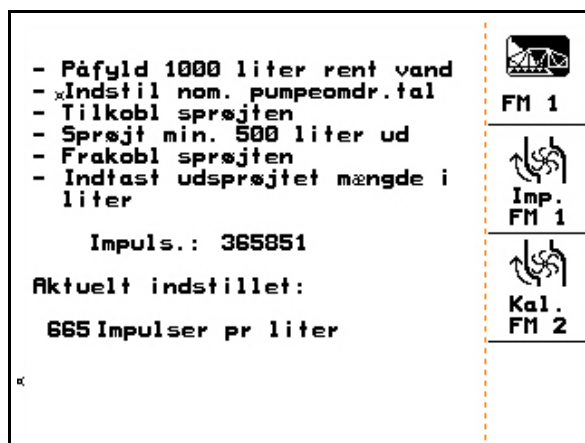 - Påfyld 1000 liter rent vand
- Indstil nom. pumpeomdr.tal
- Tilkobl sprøjten
- Sprøjt min. 500 liter ud
- Frakobl sprøjten
- Indtast udsprøjtet mængde i
liter
Impuls.: 365851
Aktuelt indstillet:
665 Impulser pr liter
FM 1
Imp.
FM 1
Kal.
FM 2